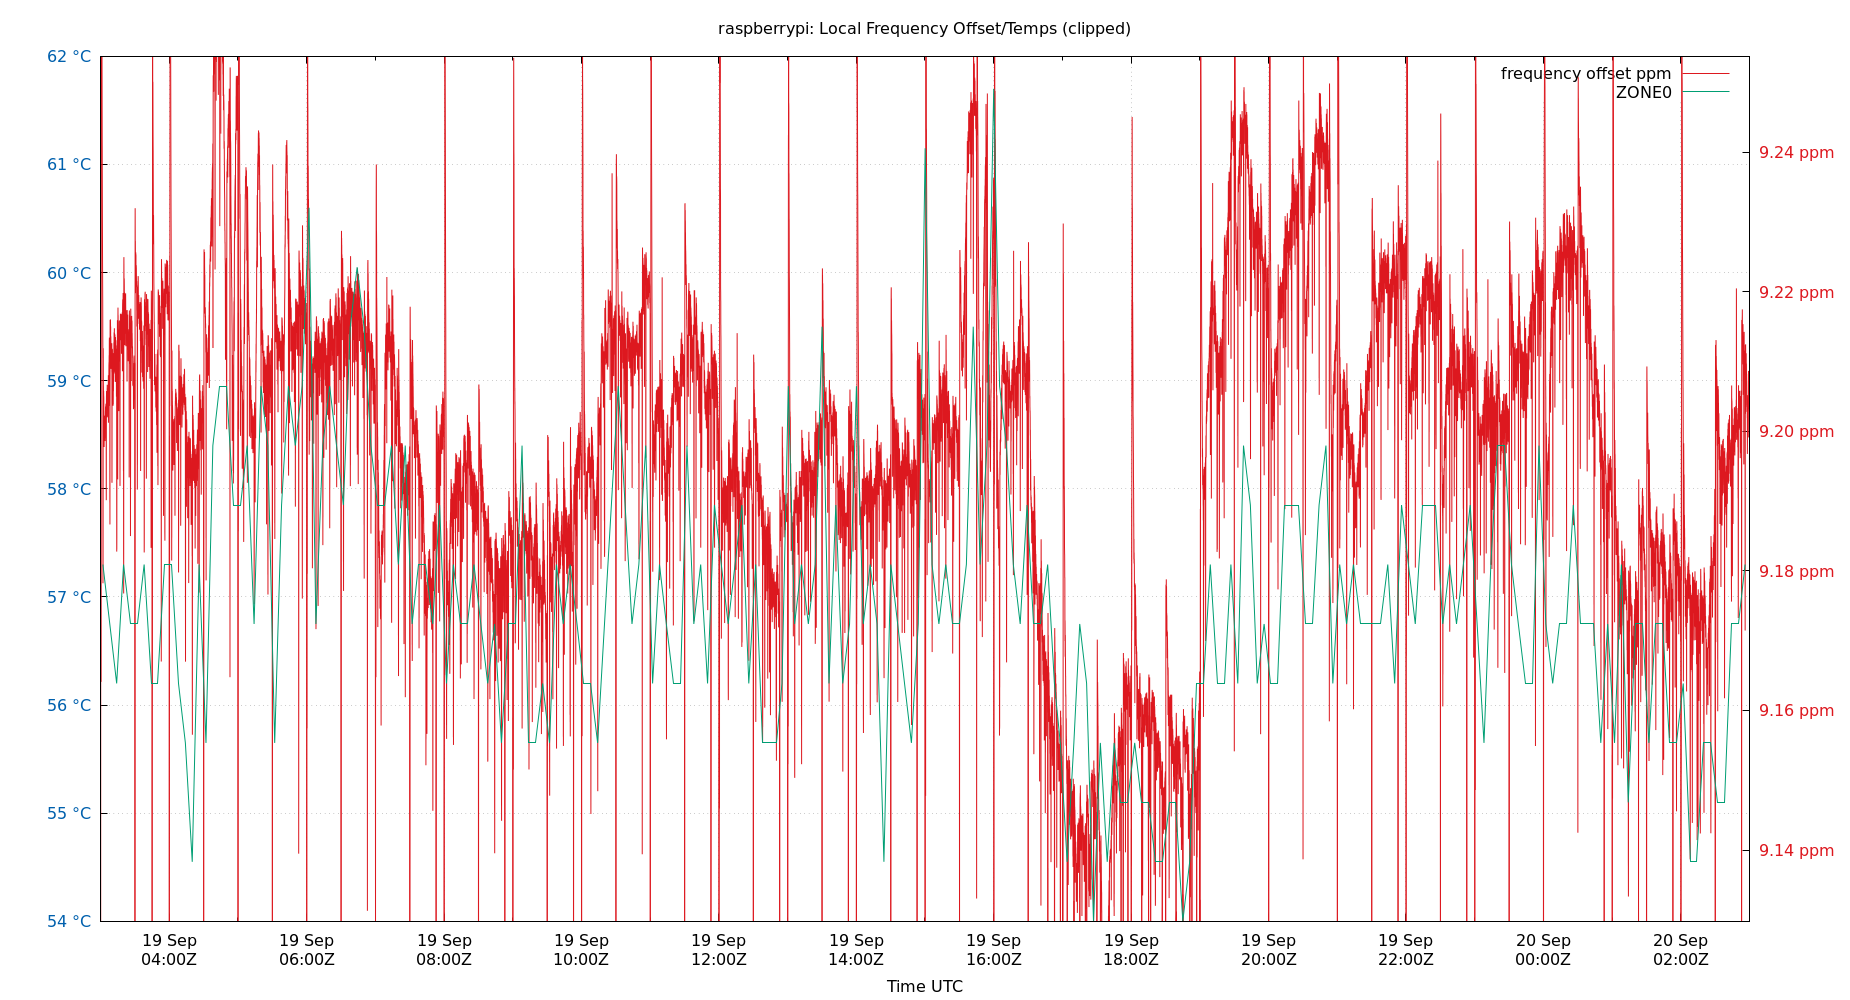 raspberrypi: Local Frequency Offset/Temps (clipped)
frequency offset ppm
ZONE0
62 °C
61 °C
60 °C
59 °C
58 °C
57 °C
56 °C
55 °C
54 °C
9.24 ppm
9.22 ppm
9.20 ppm
9.18 ppm
9.16 ppm
9.14 ppm
19 Sep
04:00Z
19 Sep
06:00Z
19 Sep
08:00Z
19 Sep
10:00Z
19 Sep
12:00Z
19 Sep
14:00Z
19 Sep
16:00Z
19 Sep
18:00Z
19 Sep
20:00Z
19 Sep
22:00Z
20 Sep
00:00Z
20 Sep
02:00Z
Time UTC